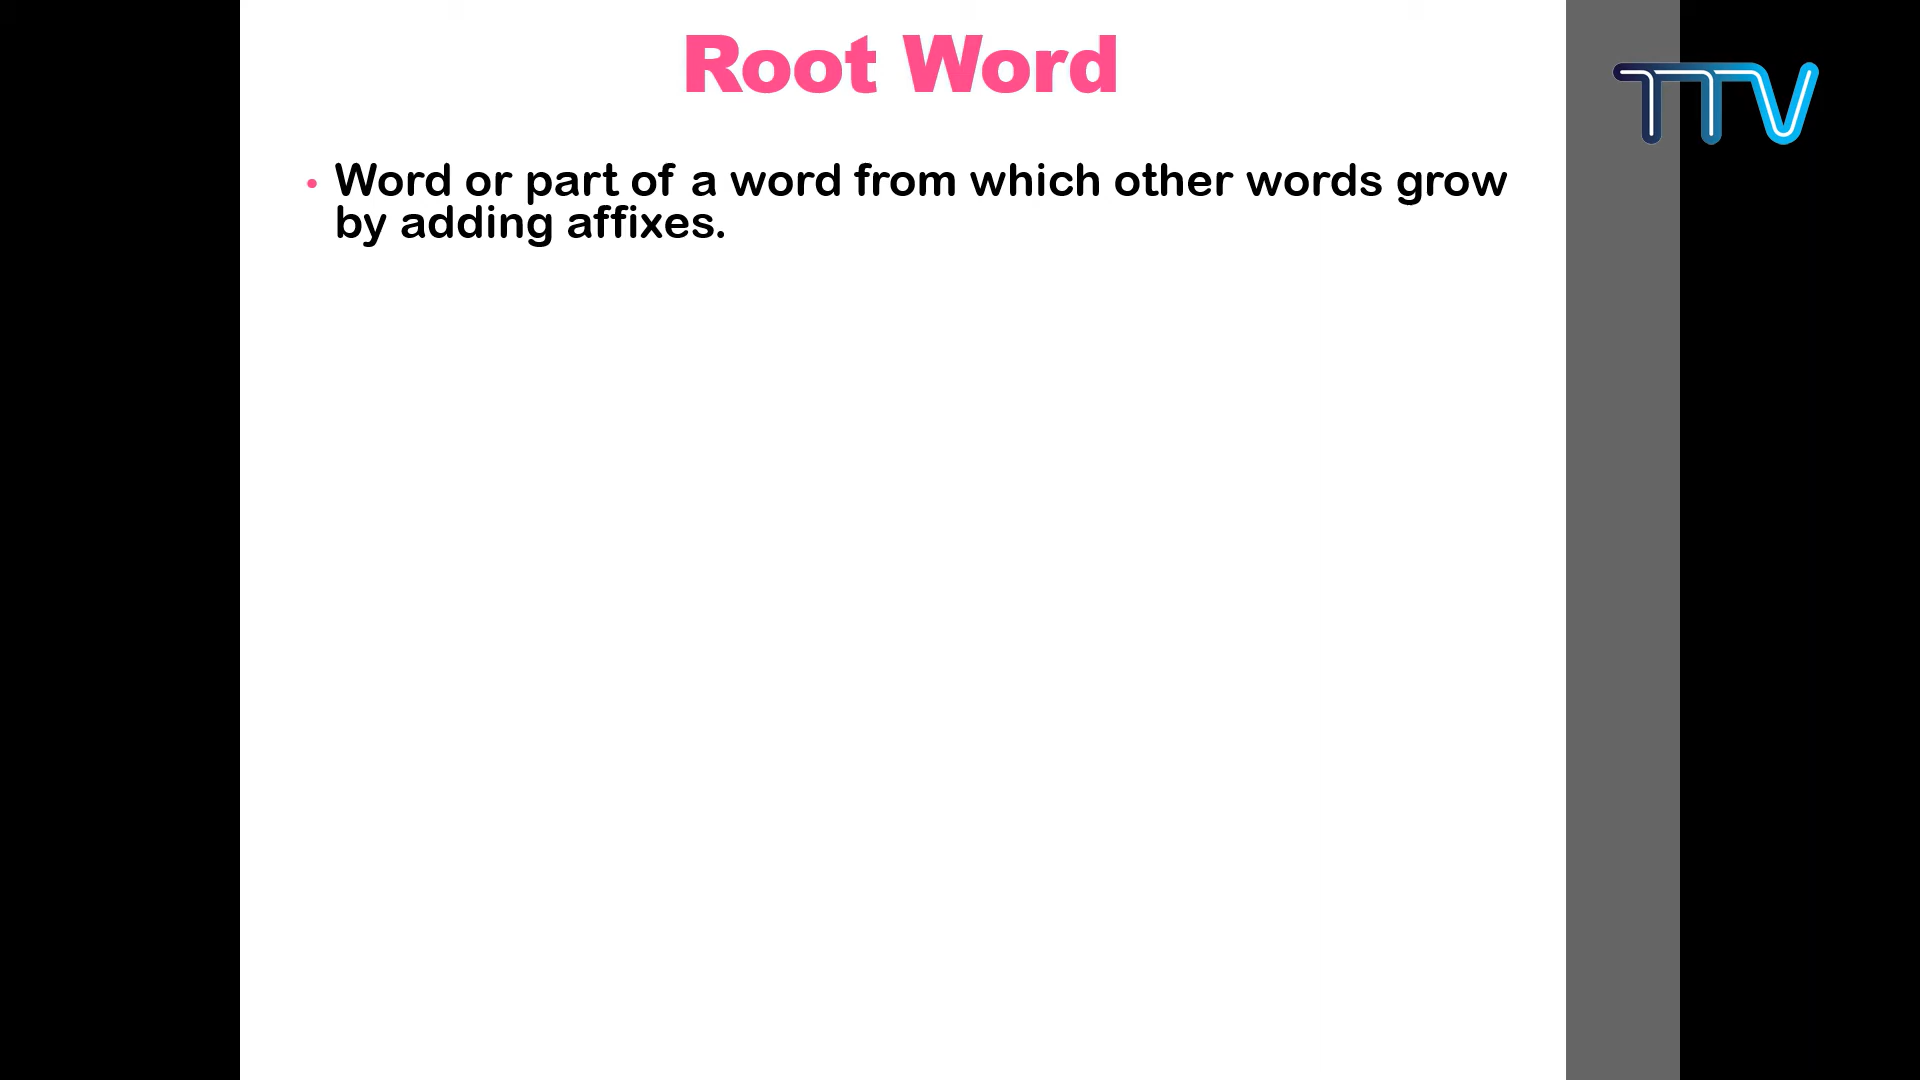 Root Word
TTV
• Word or part of a word from which other words grow
by adding affixes.